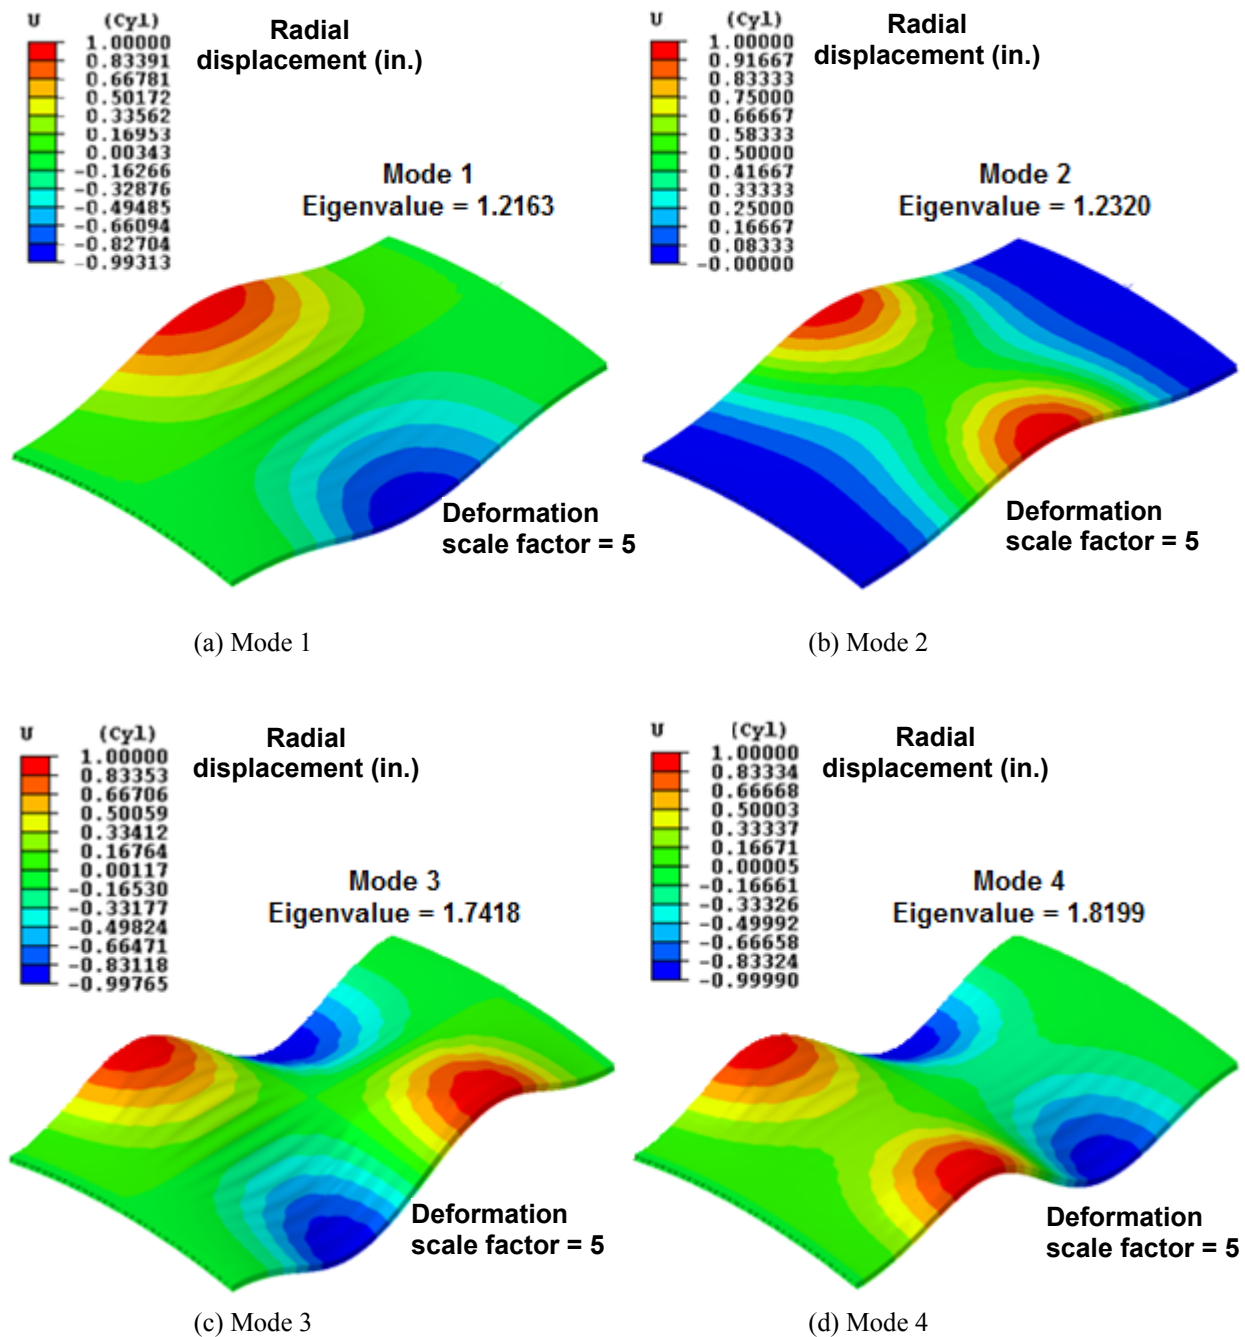 U (Cyl)
Radial
displacement (in.)
1.00000
0.83391
0.66781
0.50172
0.33562
0.16953
0.00343
-0.16266
-0.32876
-0.49485
-0.66094
-0.82704
-0.99313
Mode 1
Eigenvalue = 1.2163
Deformation
scale factor = 5
(a) Mode 1
U (Cyl)
Radial
displacement (in.)
1.00000
0.91667
0.83333
0.75000
0.66667
0.58333
0.50000
0.41667
0.33333
0.25000
0.16667
0.08333
-0.00000
Mode 2
Eigenvalue = 1.2320
Deformation
scale factor = 5
(b) Mode 2
U (Cyl)
Radial
displacement (in.)
1.00000
0.83353
0.66706
0.50059
0.33412
0.16764
0.00117
-0.16530
-0.33177
-0.49824
-0.66471
-0.83118
-0.99765
Mode 3
Eigenvalue = 1.7418
Deformation
scale factor = 5
(c) Mode 3
U (Cyl)
Radial
displacement (in.)
1.00000
0.83334
0.66668
0.50003
0.33337
0.16671
0.00005
-0.16661
-0.33326
-0.49992
-0.66658
-0.83324
-0.99990
Mode 4
Eigenvalue = 1.8199
Deformation
scale factor = 5
(d) Mode 4